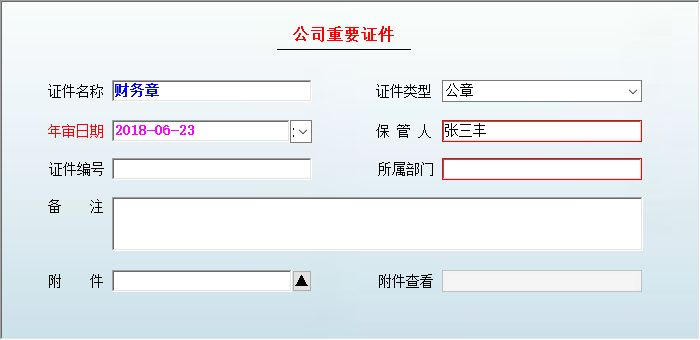 公司重要证件
证件名称 财务章 证件类型 公章
年审日期 2018-06-23 保 管 人 张三丰
证件编号 所属部门
备 注
附 件 附件查看